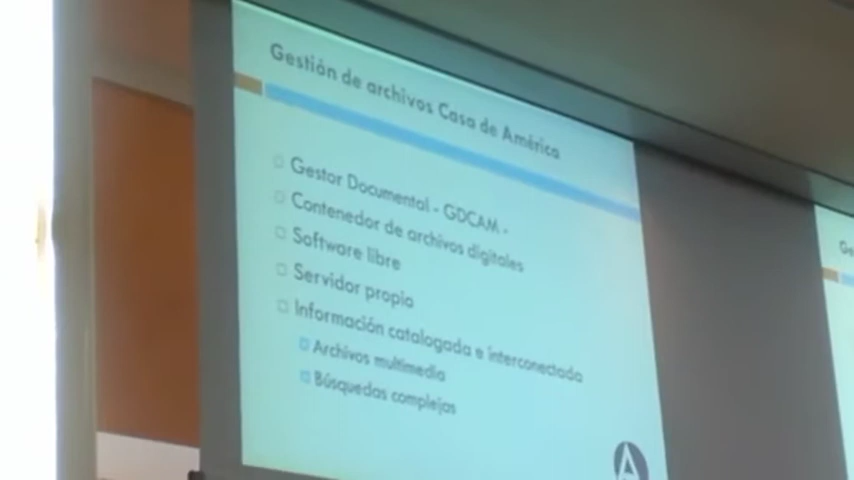 Gestión de archivos Casa de América
Gestor Documental - GDCAM -
Contenedor de archivos digitales
Software libre
Servidor propio
Información catalogada e interconectada
Archivos multimedia
Búsquedas complejas
A
Ge